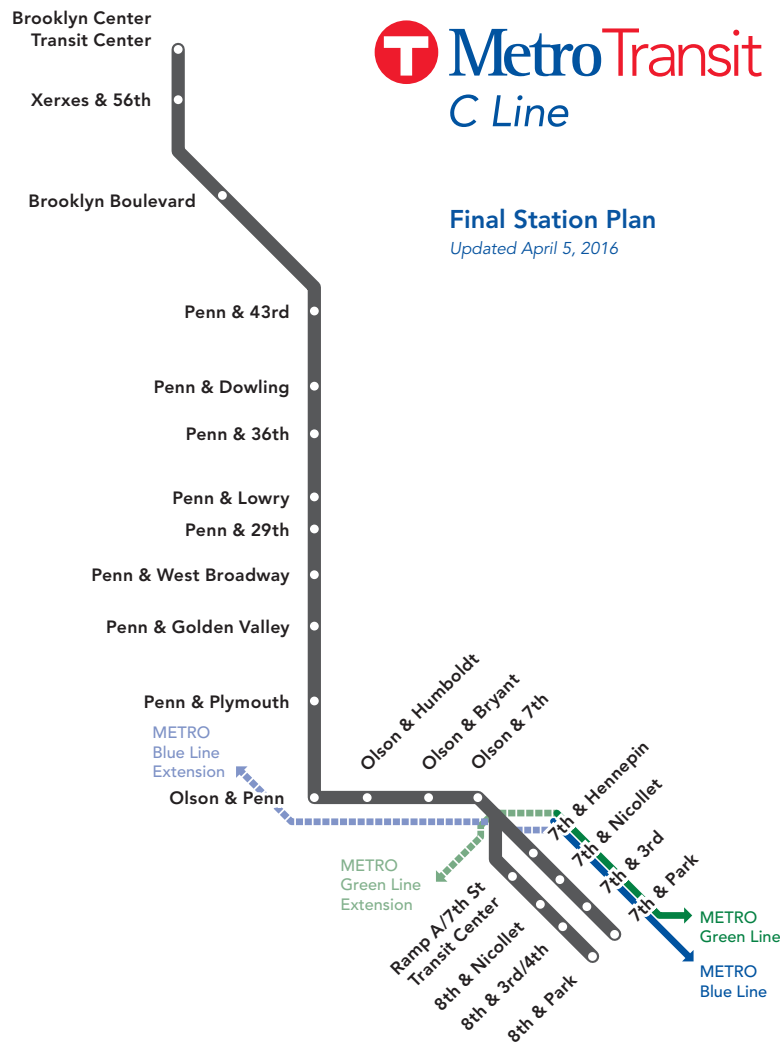 Brooklyn Center
Transit Center
T MetroTransit
C Line
Xerxes & 56th
Brooklyn Boulevard
Final Station Plan
Updated April 5, 2016
Penn & 43rd
Penn & Dowling
Penn & 36th
Penn & Lowry
Penn & 29th
Penn & West Broadway
Penn & Golden Valley
Penn & Plymouth
METRO
Blue Line
Extension
Olson & Penn
Olson & Humboldt
Olson & Bryant
Olson & 7th
7th & Hennepin
7th & Nicollet
7th & 3rd
7th & Park
METRO
Green Line
Extension
Ramp A/7th St
Transit Center
8th & Nicollet
8th & 3rd/4th
8th & Park
METRO
Green Line
METRO
Blue Line